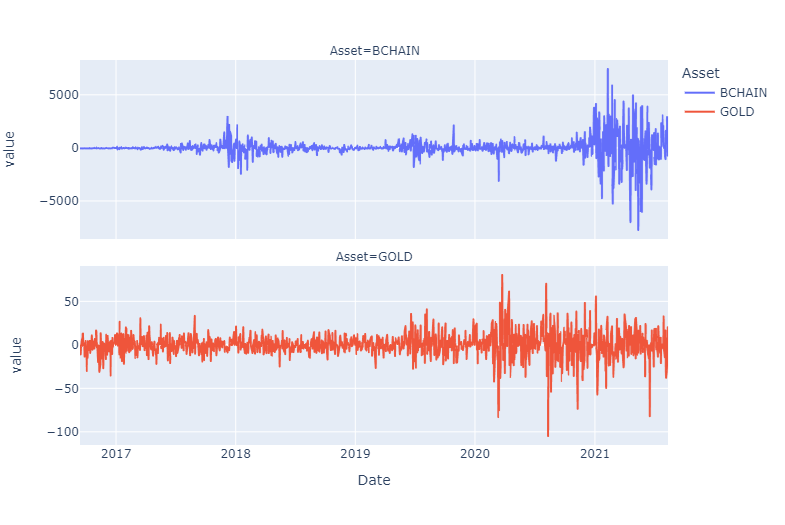 Asset=BCHAIN
Asset
BCHAIN
GOLD
value
5000
0
−5000
Asset=GOLD
value
50
0
−50
−100
2017 2018 2019 2020 2021
Date